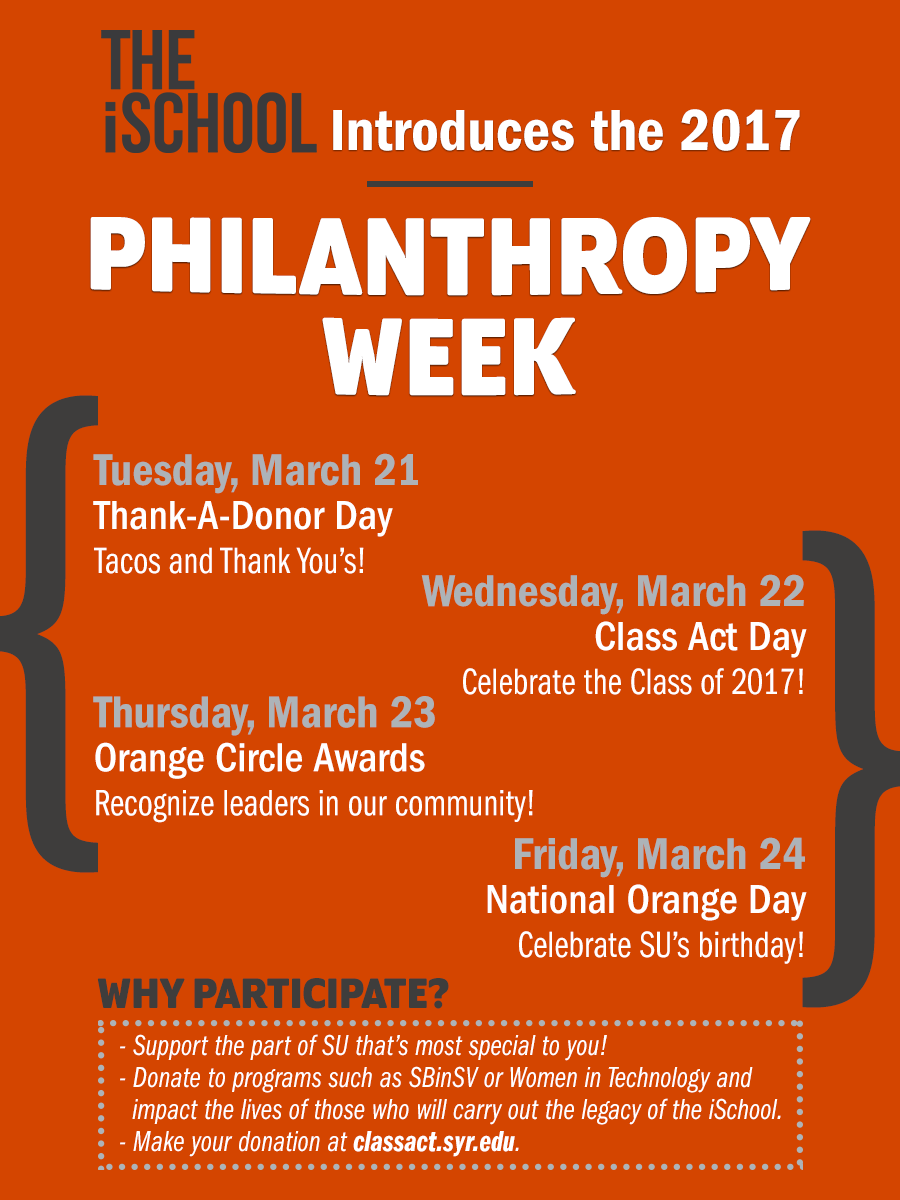 THE
iSCHOOL Introduces the 2017
PHILANTHROPY
WEEK
Tuesday, March 21
Thank-A-Donor Day
Tacos and Thank You's!
Wednesday, March 22
Class Act Day
Celebrate the Class of 2017!
Thursday, March 23
Orange Circle Awards
Recognize leaders in our community!
Friday, March 24
National Orange Day
Celebrate SU's birthday!
WHY PARTICIPATE?
- Support the part of SU that's most special to you!
- Donate to programs such as SBinSV or Women in Technology and
impact the lives of those who will carry out the legacy of the iSchool.
- Make your donation at classact.syr.edu.